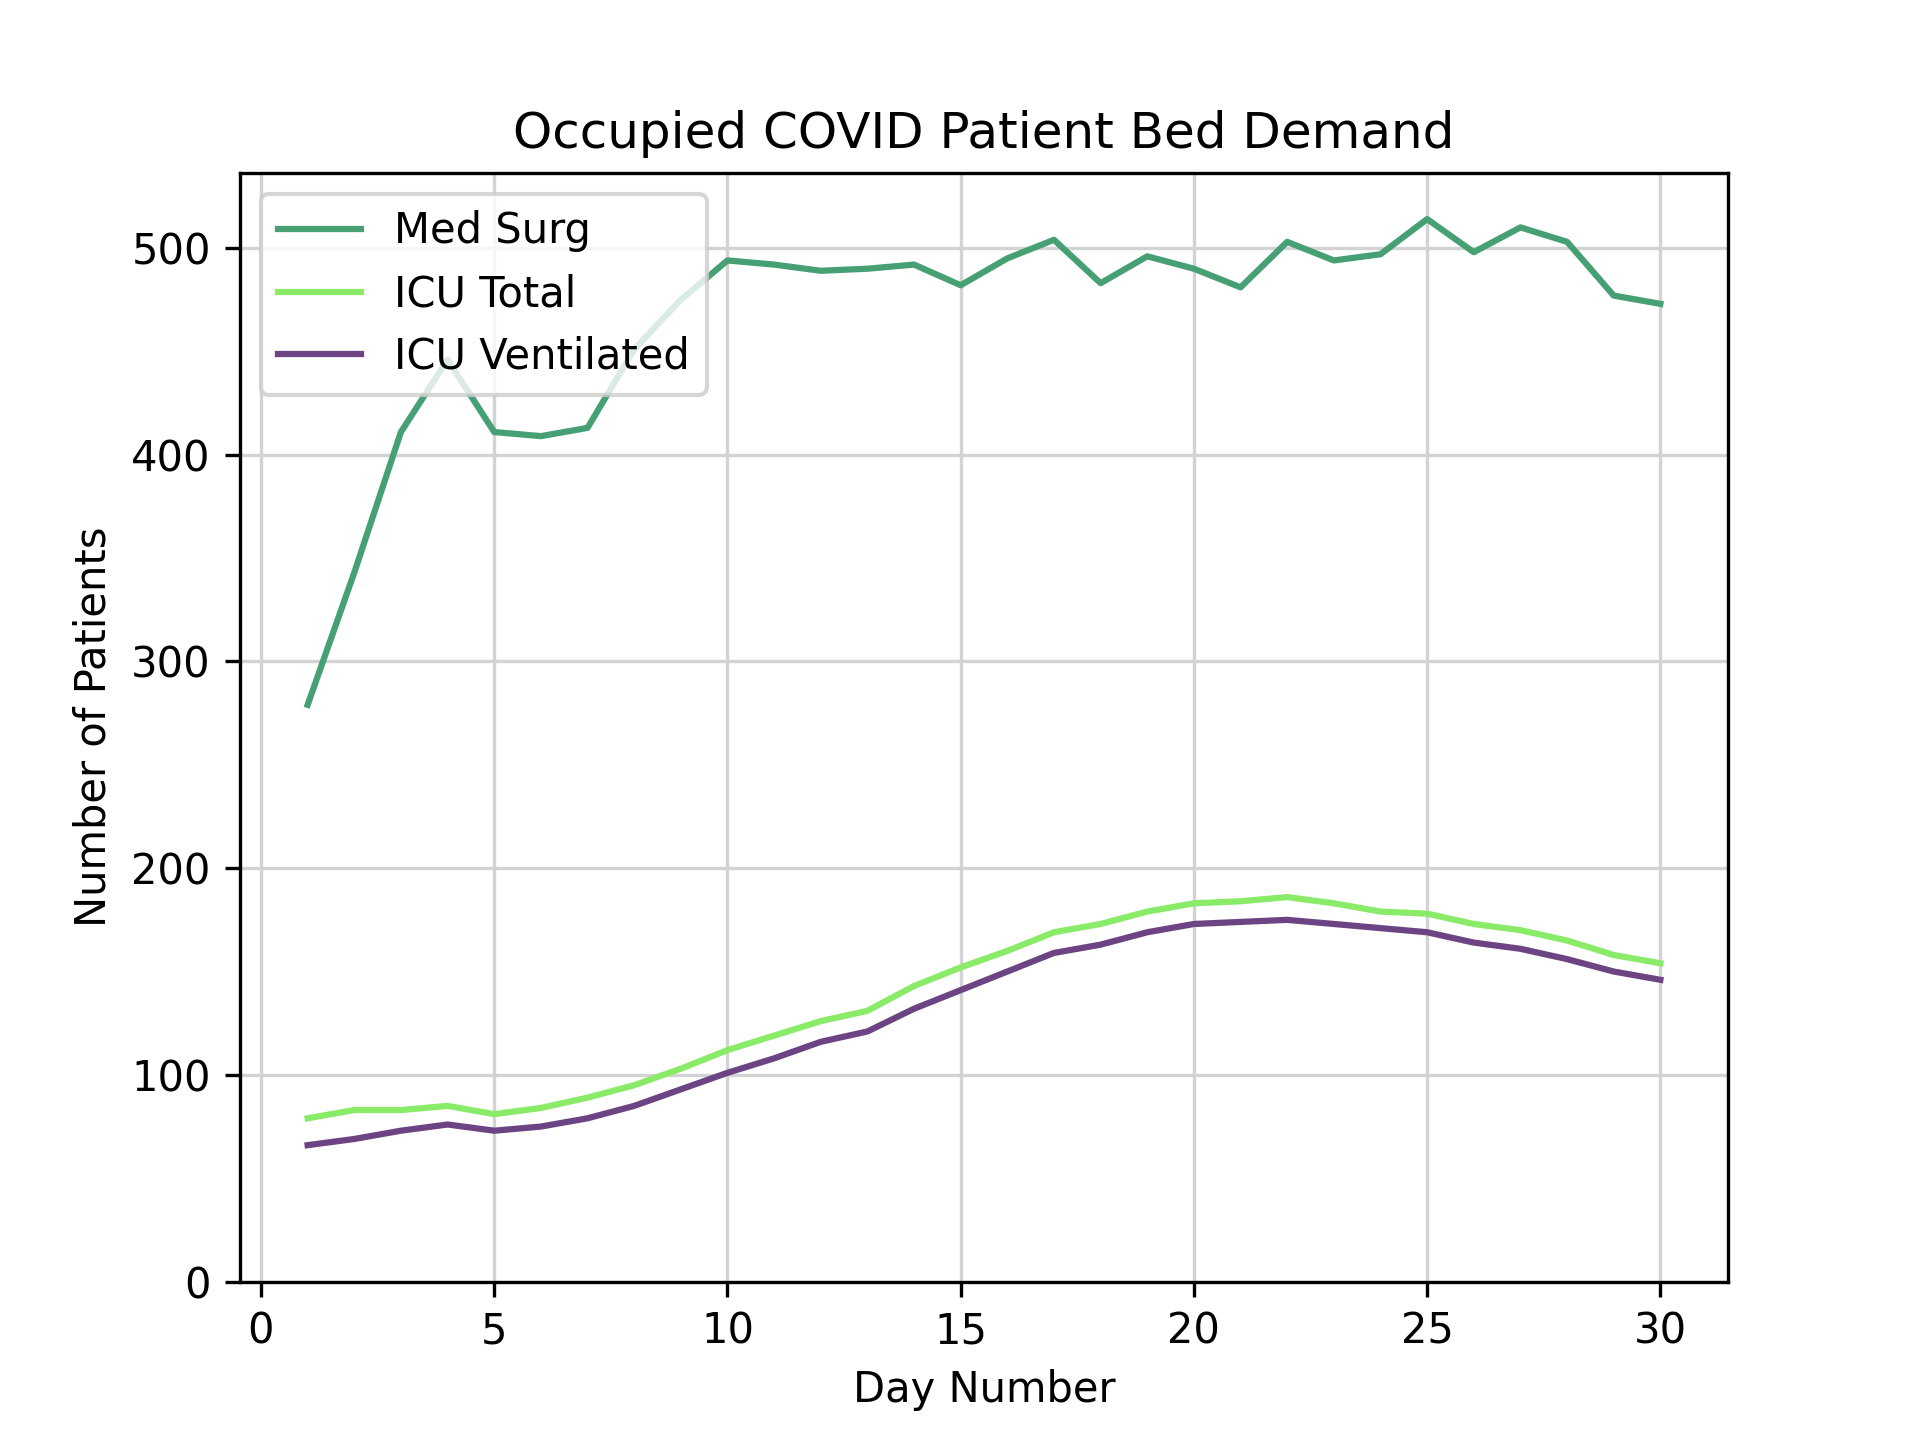 Occupied COVID Patient Bed Demand
Med Surg
ICU Total
ICU Ventilated
Number of Patients
500
400
300
200
100
0
0 5 10 15 20 25 30
Day Number